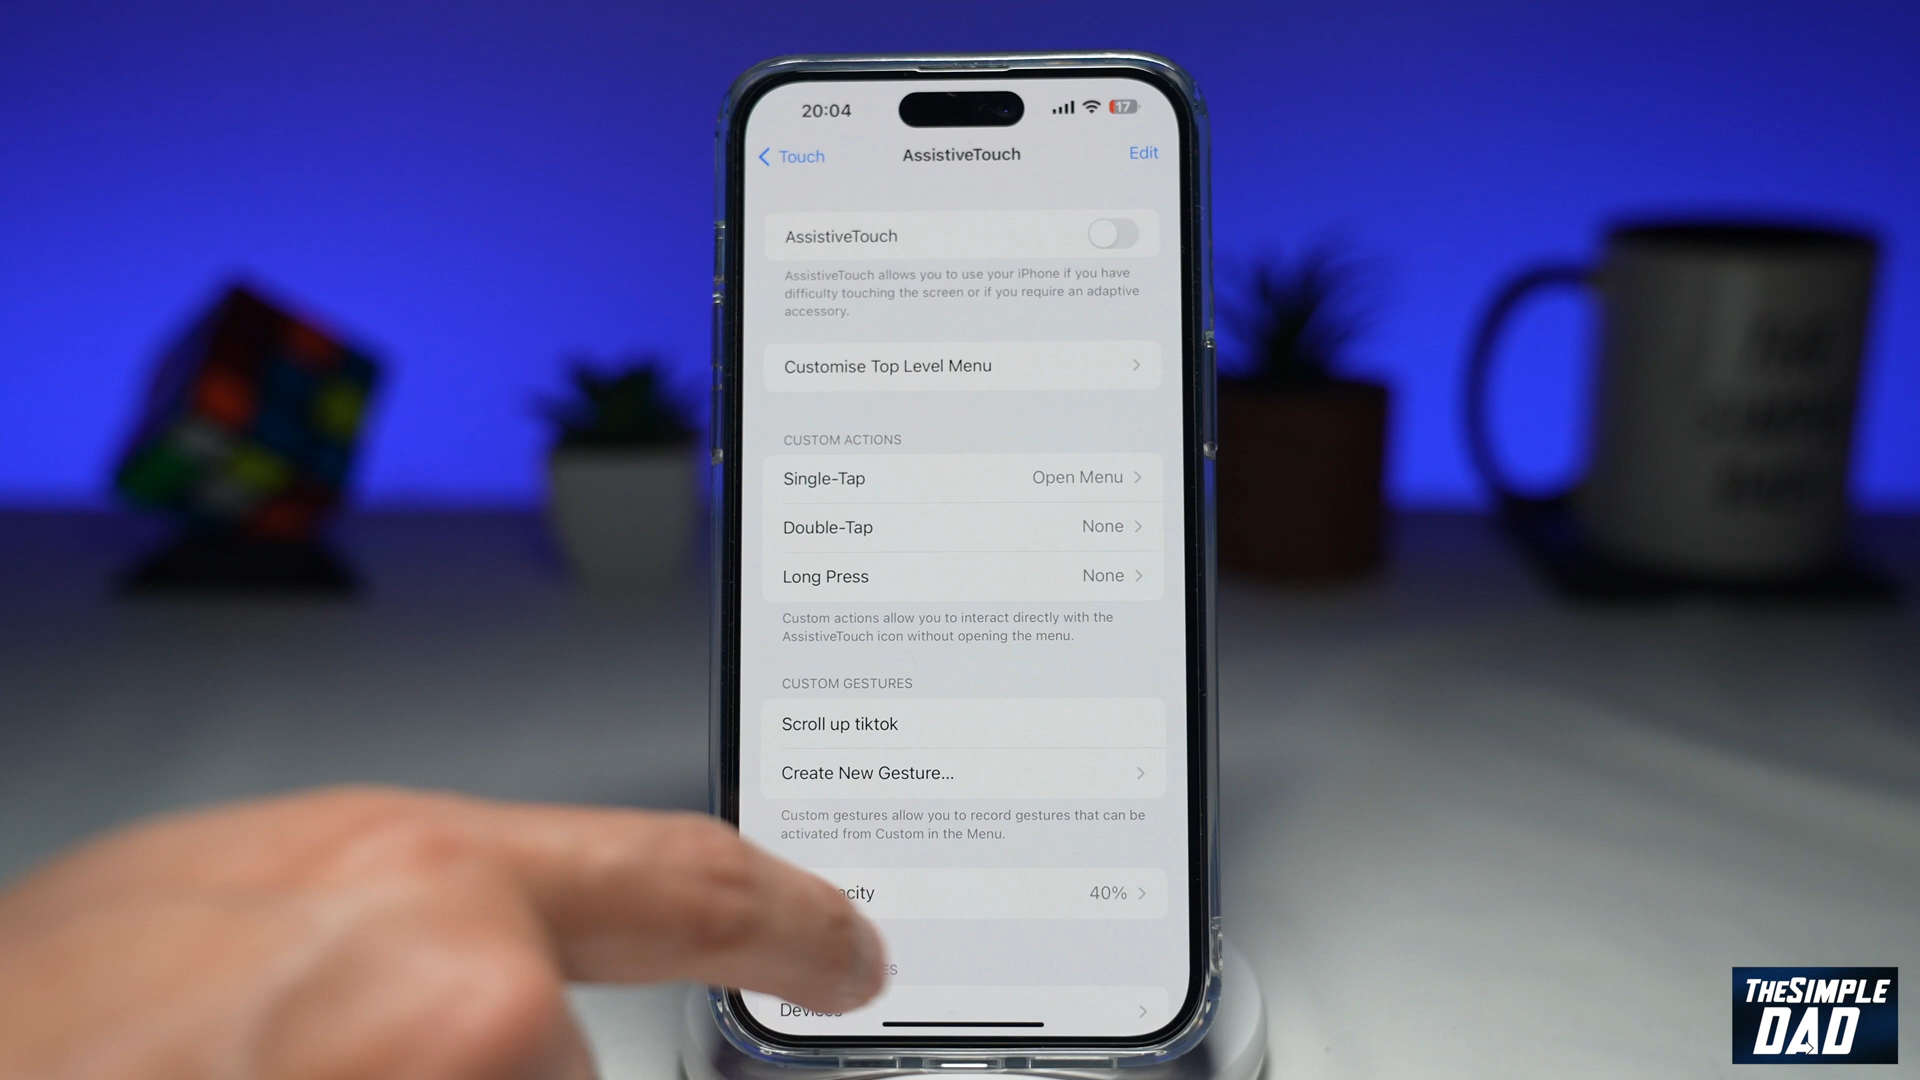 20:04
17
Touch
AssistiveTouch
Edit
AssistiveTouch
AssistiveTouch allows you to use your iPhone if you have
difficulty touching the screen or if you require an adaptive
accessory.
Customise Top Level Menu
CUSTOM ACTIONS
Single-Tap Open Menu
Double-Tap None
Long Press None
Custom actions allow you to interact directly with the
AssistiveTouch icon without opening the menu.
CUSTOM GESTURES
Scroll up tiktok
Create New Gesture...
Custom gestures allow you to record gestures that can be
activated from Custom in the Menu.
acity 40%
ES
Devices
THESIMPLE
DAD